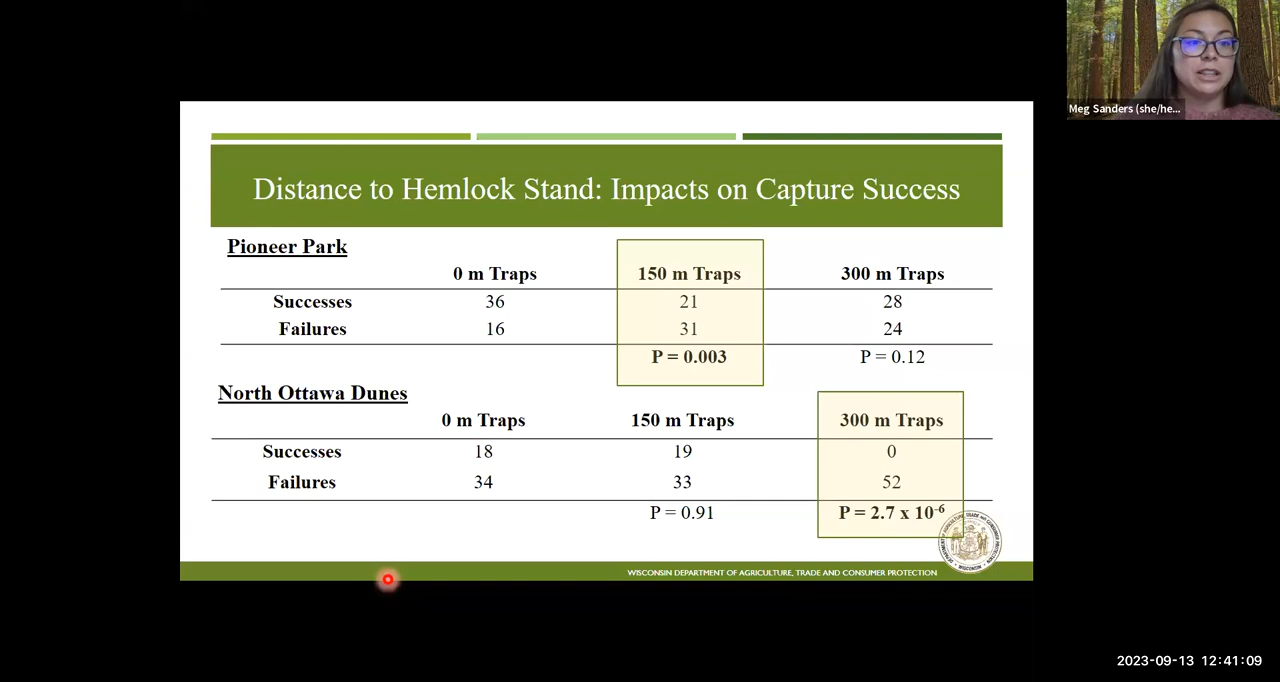 Meg Sanders (she/he...
Distance to Hemlock Stand: Impacts on Capture Success
Pioneer Park
0 m Traps 150 m Traps 300 m Traps
Successes 36 21 28
Failures 16 31 24
P = 0.003 P = 0.12
North Ottawa Dunes
0 m Traps 150 m Traps 300 m Traps
Successes 18 19 0
Failures 34 33 52
P = 0.91 P = 2.7 x 10⁻⁶
WISCONSIN DEPARTMENT OF AGRICULTURE, TRADE AND CONSUMER PROTECTION
2023-09-13 12:41:09